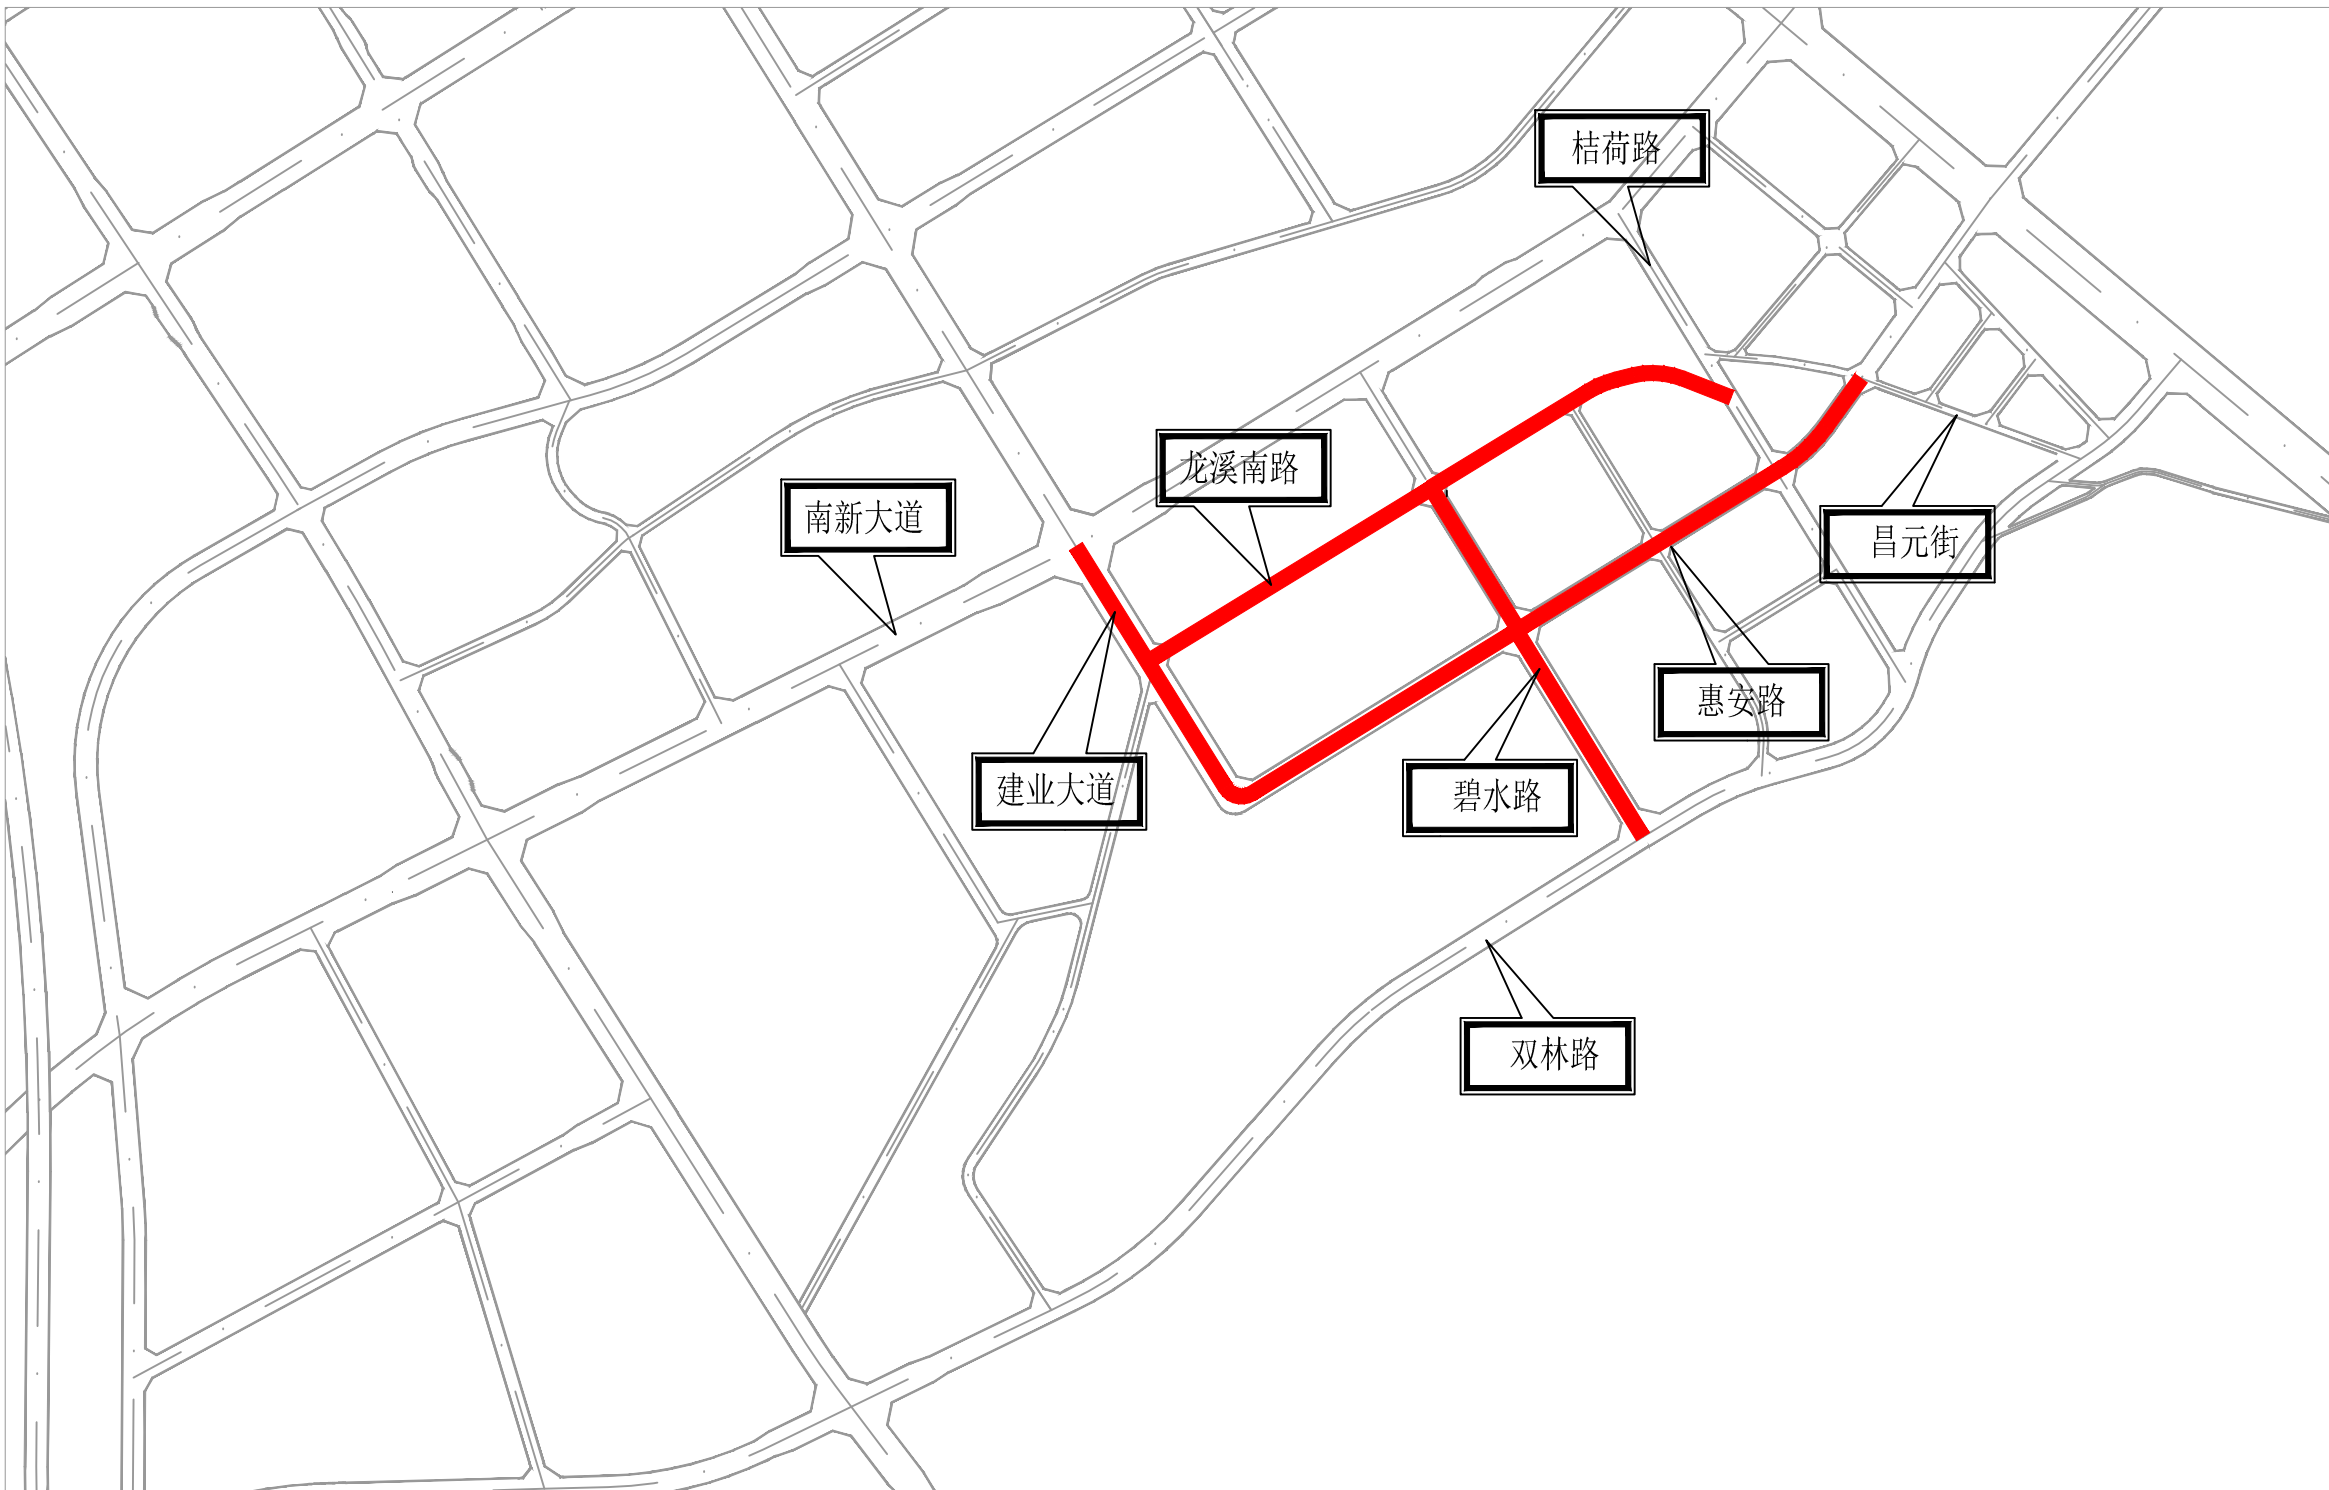 桔荷路
龙溪南路
南新大道
昌元街
惠安路
建业大道
碧水路
双林路